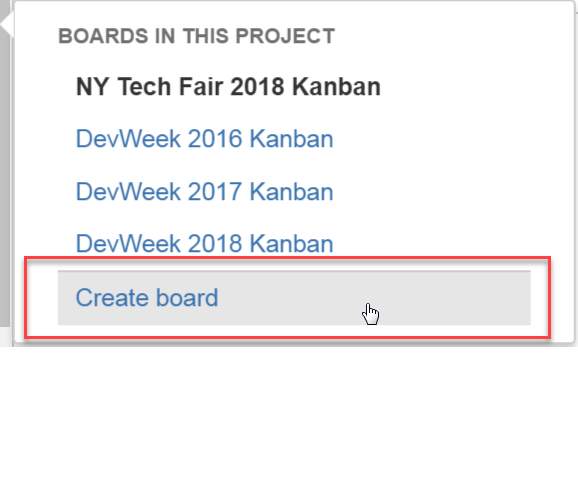 BOARDS IN THIS PROJECT
NY Tech Fair 2018 Kanban
DevWeek 2016 Kanban
DevWeek 2017 Kanban
DevWeek 2018 Kanban
Create board